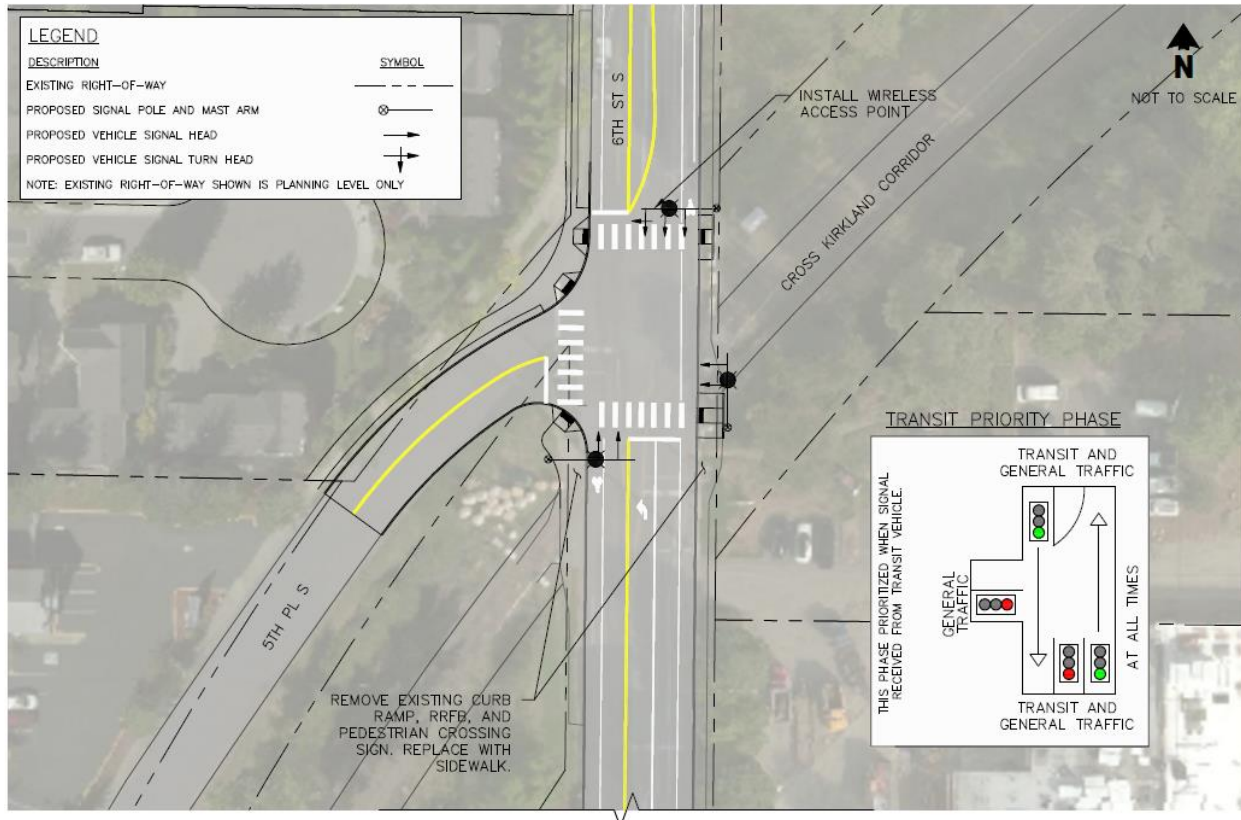 LEGEND
DESCRIPTION SYMBOL
EXISTING RIGHT-OF-WAY
PROPOSED SIGNAL POLE AND MAST ARM
PROPOSED VEHICLE SIGNAL HEAD
PROPOSED VEHICLE SIGNAL TURN HEAD
NOTE: EXISTING RIGHT-OF-WAY SHOWN IS PLANNING LEVEL ONLY
6TH ST S
INSTALL WIRELESS
ACCESS POINT
N
NOT TO SCALE
CROSS KIRKLAND CORRIDOR
5TH PL S
REMOVE EXISTING CURB
RAMP, RRFB, AND
PEDESTRIAN CROSSING
SIGN. REPLACE WITH
SIDEWALK.
TRANSIT PRIORITY PHASE
THIS PHASE PRIORITIZED WHEN SIGNAL
RECEIVED FROM TRANSIT VEHICLE.
TRANSIT AND
GENERAL TRAFFIC
GENERAL
TRAFFIC
AT ALL TIMES
TRANSIT AND
GENERAL TRAFFIC